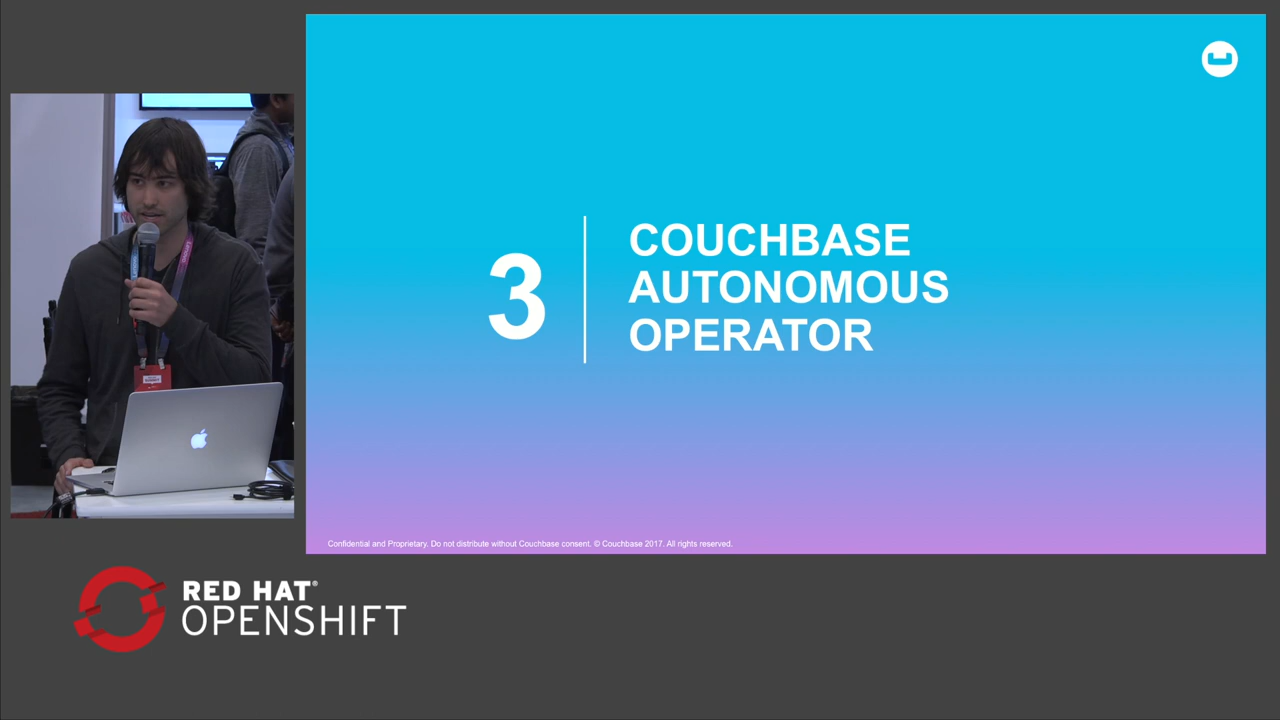 3
COUCHBASE
AUTONOMOUS
OPERATOR
Confidential and Proprietary. Do not distribute without Couchbase consent. © Couchbase 2017. All rights reserved.
RED HAT®
OPENSHIFT